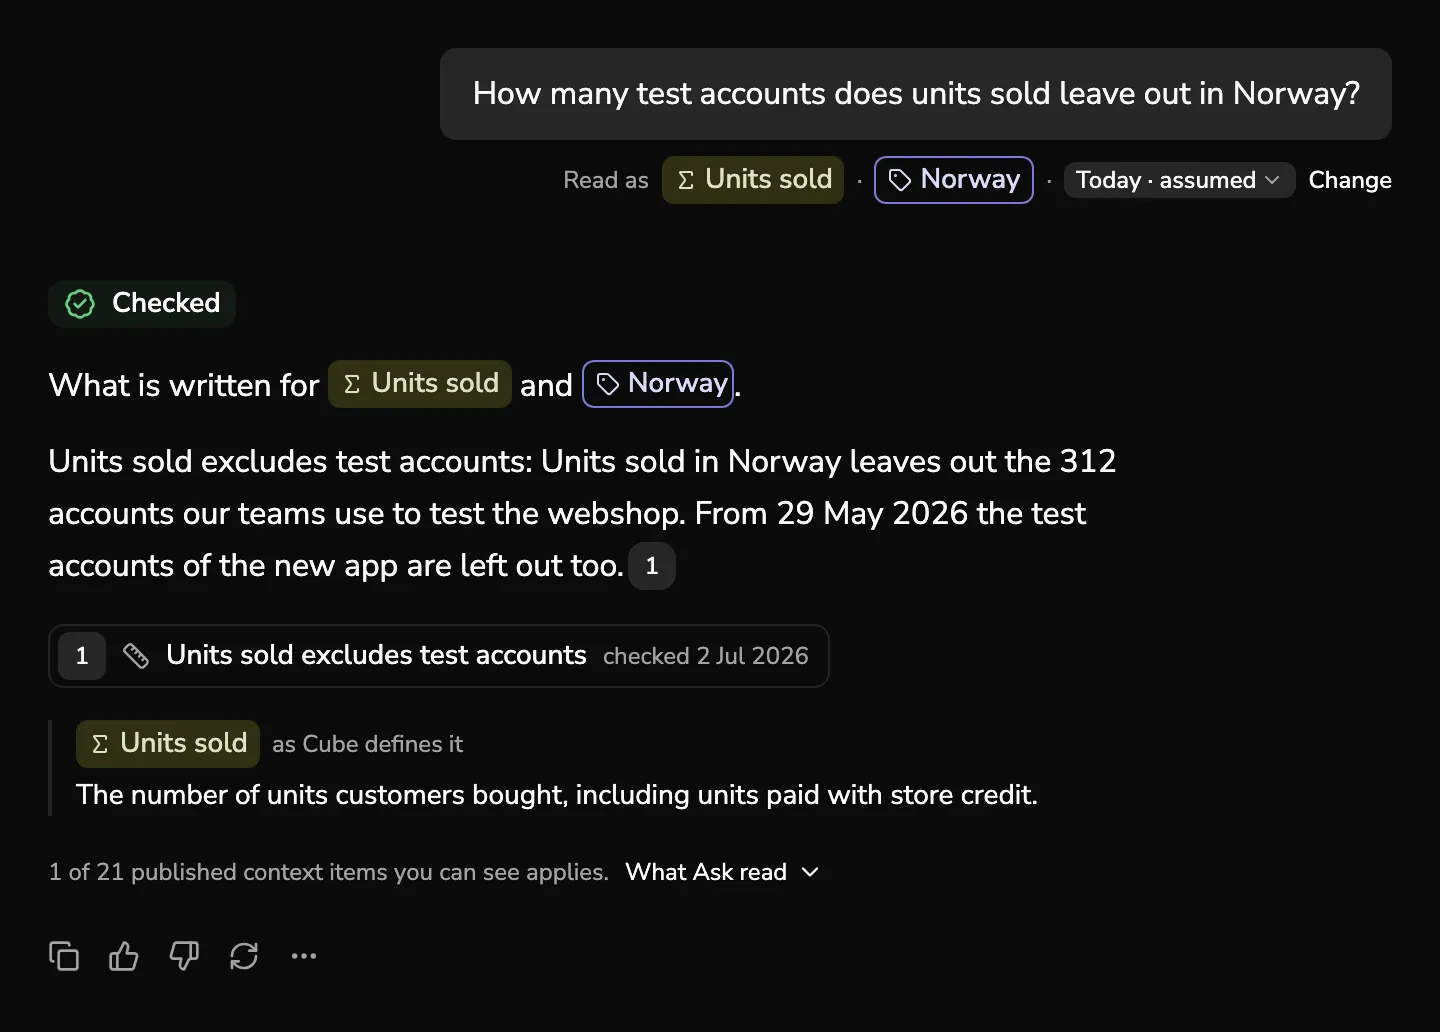 How many test accounts does units sold leave out in Norway?
Read as Σ Units sold · Norway · Today · assumed Change
Checked
What is written for Σ Units sold and Norway.
Units sold excludes test accounts: Units sold in Norway leaves out the 312
accounts our teams use to test the webshop. From 29 May 2026 the test
accounts of the new app are left out too. 1
1 Units sold excludes test accounts checked 2 Jul 2026
Σ Units sold as Cube defines it
The number of units customers bought, including units paid with store credit.
1 of 21 published context items you can see applies. What Ask read